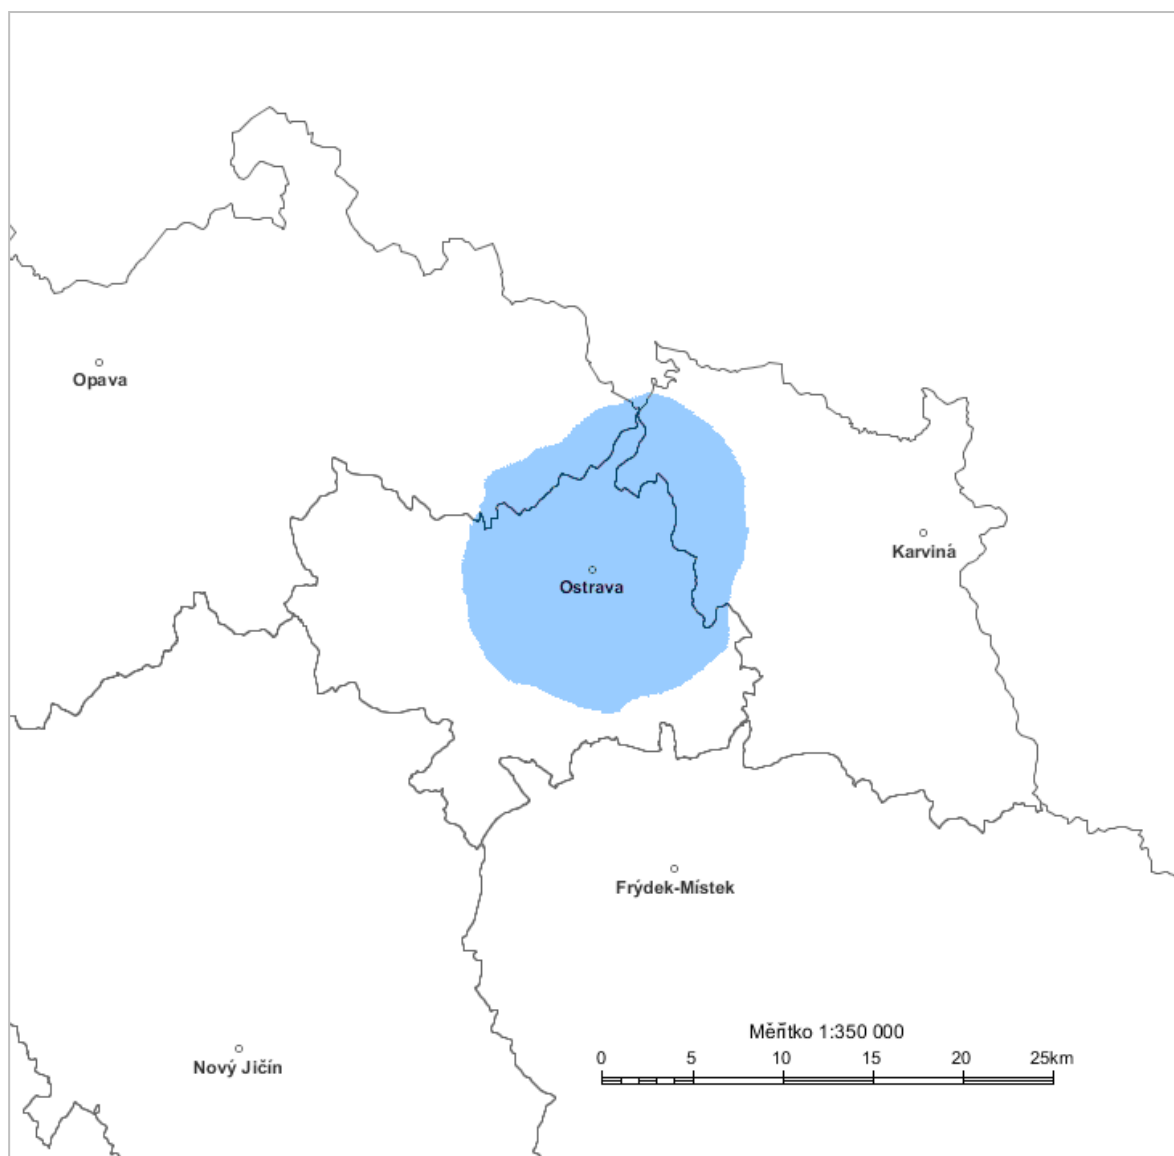 Opava
Karviná
Ostrava
Frýdek-Místek
Měřítko 1:350 000
0 5 10 15 20 25km
Nový Jičín